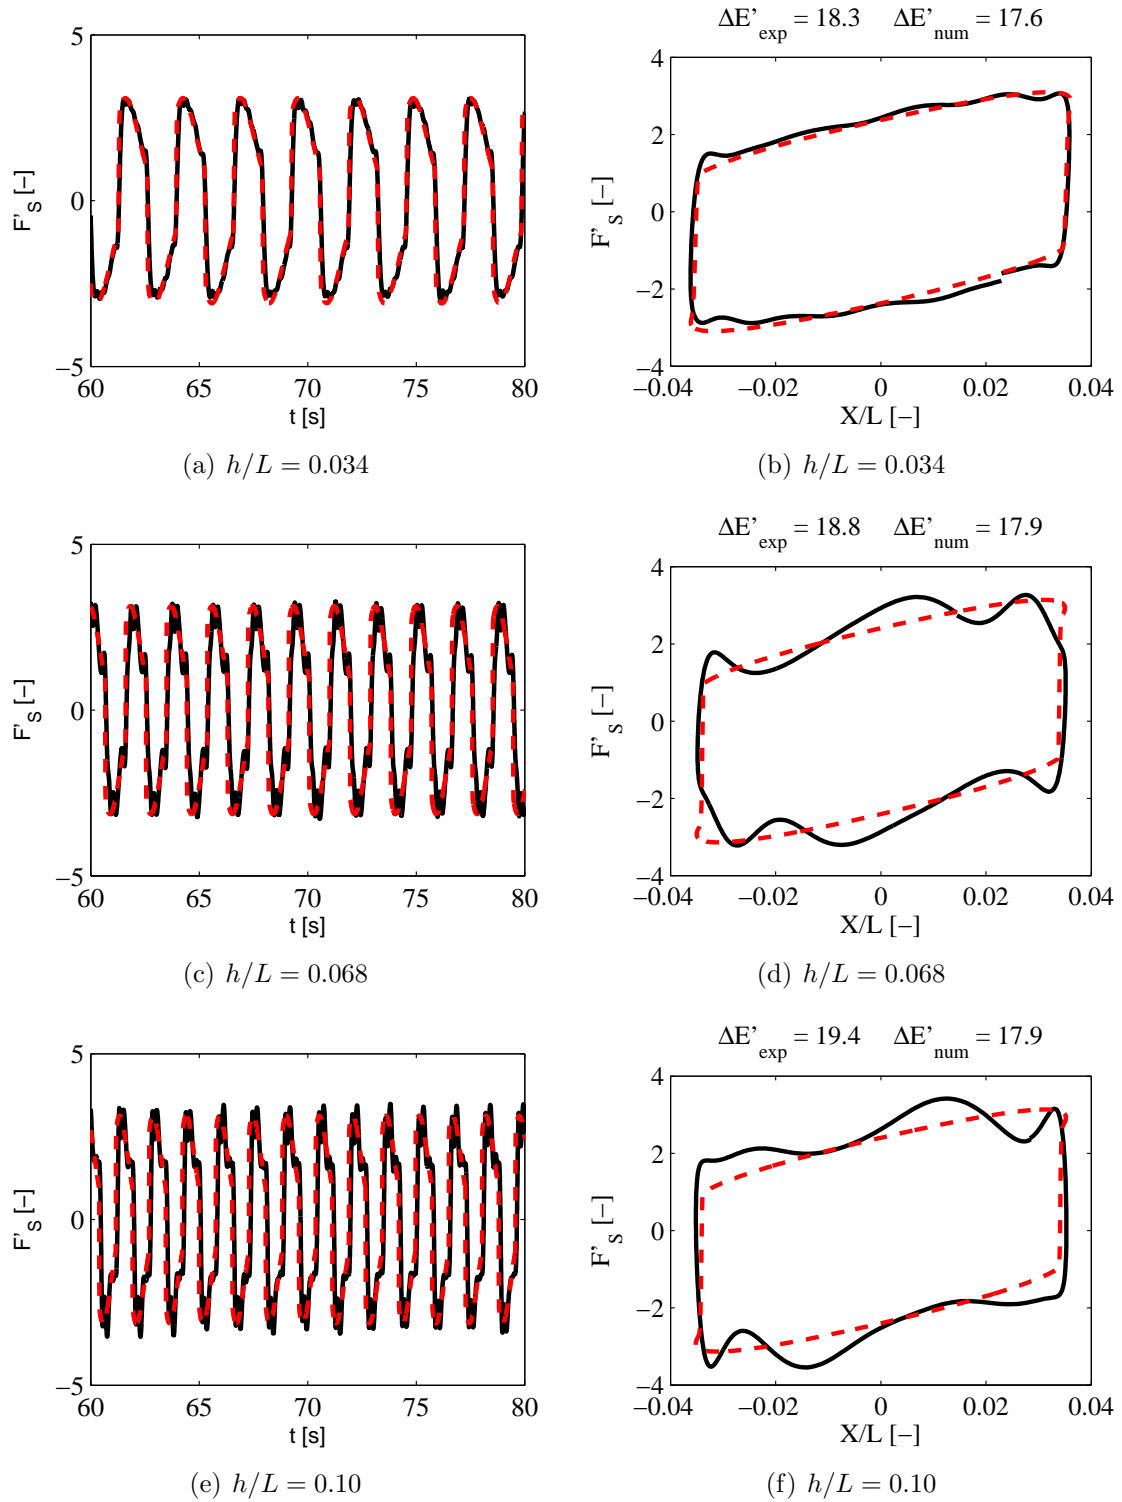 ΔE'exp = 18.3 ΔE'num = 17.6
5
0
−5
F'S [−]
60 65 70 75 80
t [s]
4
2
0
−2
−4
F'S [−]
−0.04 −0.02 0 0.02 0.04
X/L [−]
(a) h/L = 0.034
(b) h/L = 0.034
ΔE'exp = 18.8 ΔE'num = 17.9
5
0
−5
F'S [−]
60 65 70 75 80
t [s]
4
2
0
−2
−4
F'S [−]
−0.04 −0.02 0 0.02 0.04
X/L [−]
(c) h/L = 0.068
(d) h/L = 0.068
ΔE'exp = 19.4 ΔE'num = 17.9
5
0
−5
F'S [−]
60 65 70 75 80
t [s]
4
2
0
−2
−4
F'S [−]
−0.04 −0.02 0 0.02 0.04
X/L [−]
(e) h/L = 0.10
(f) h/L = 0.10